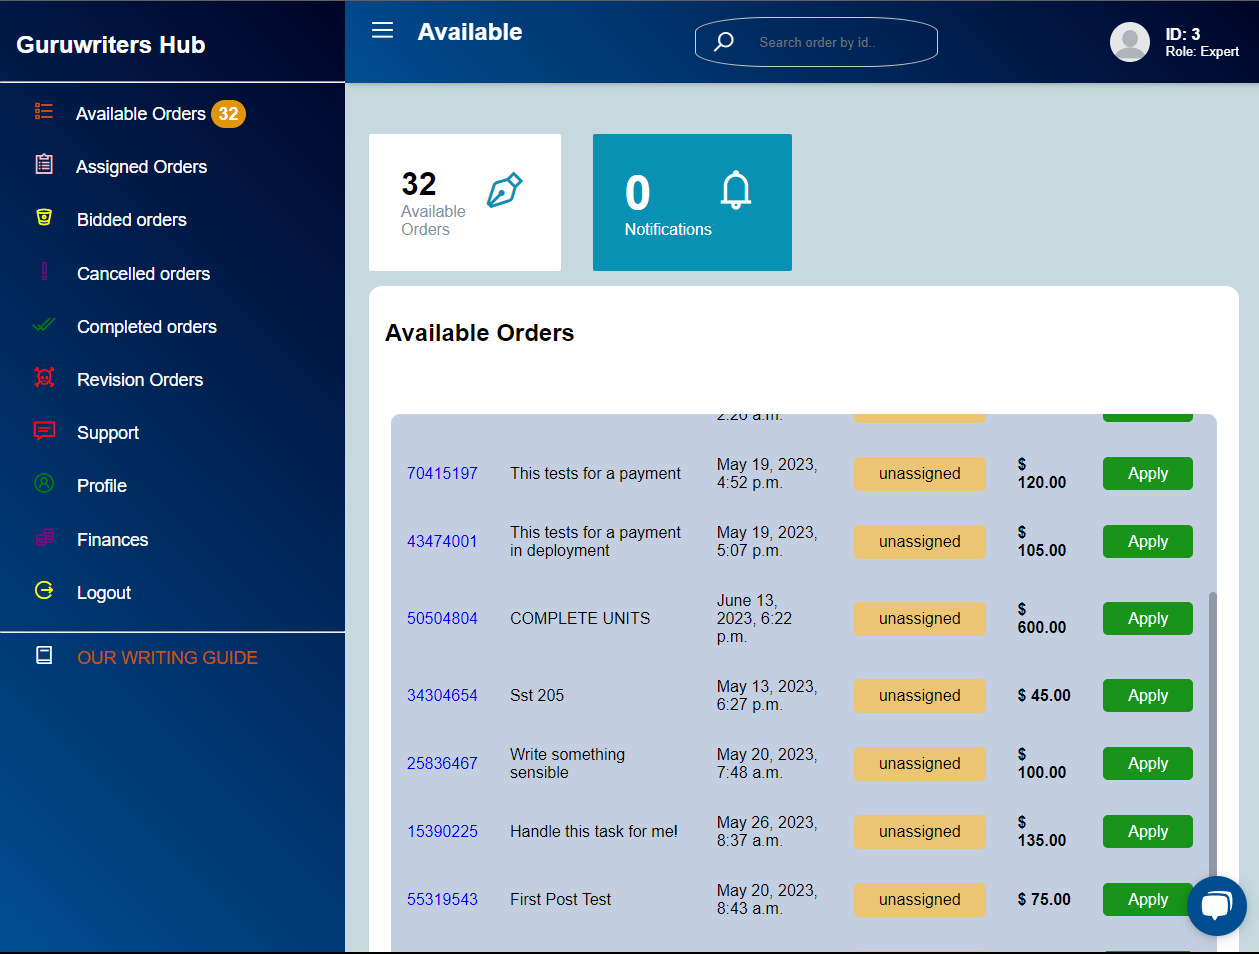 Guruwriters Hub
Available
Search order by id..
ID: 3
Role: Expert
Available Orders 32
Assigned Orders
Bidded orders
Cancelled orders
Completed orders
Revision Orders
Support
Profile
Finances
Logout
OUR WRITING GUIDE
32
Available
Orders
0
Notifications
Available Orders
2:26 a.m.
70415197 This tests for a payment May 19, 2023, unassigned $ Apply
4:52 p.m. 120.00
43474001 This tests for a payment May 19, 2023, unassigned $ Apply
in deployment 5:07 p.m. 105.00
June 13,
50504804 COMPLETE UNITS 2023, 6:22 unassigned $ Apply
p.m. 600.00
34304654 Sst 205 May 13, 2023, unassigned $ 45.00 Apply
6:27 p.m.
25836467 Write something May 20, 2023, unassigned $ Apply
sensible 7:48 a.m. 100.00
15390225 Handle this task for me! May 26, 2023, unassigned $ Apply
8:37 a.m. 135.00
55319543 First Post Test May 20, 2023, unassigned $ 75.00 Apply
8:43 a.m.